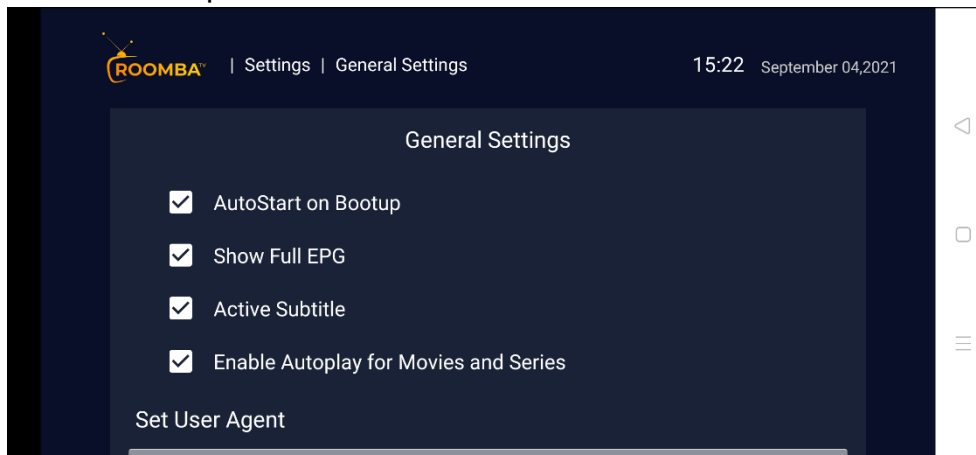 ROOMBA TV | Settings | General Settings 15:22 September 04,2021
General Settings
AutoStart on Bootup
Show Full EPG
Active Subtitle
Enable Autoplay for Movies and Series
Set User Agent